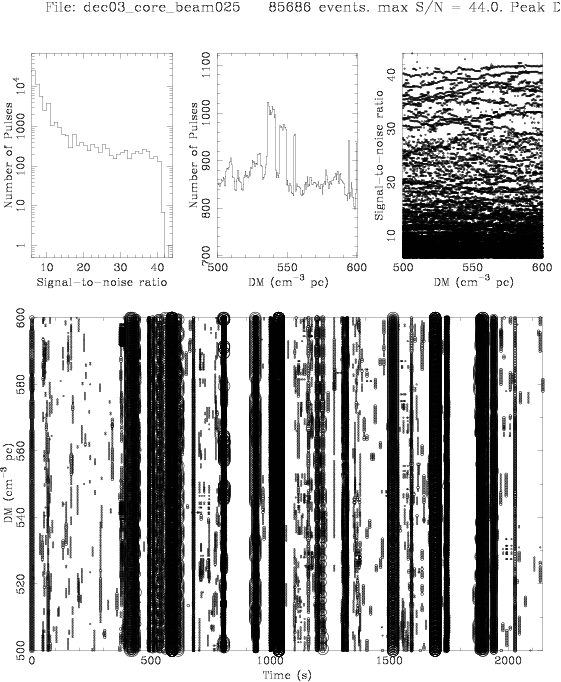 File: dec03_core_beam025 85686 events. max S/N = 44.0. Peak D
Number of Pulses
1 10 100 1000 10⁴
10 20 30 40
Signal-to-noise ratio
Number of Pulses
700 800 900 1000 1100
500 550 600
DM (cm⁻³ pc)
Signal-to-noise ratio
10 20 30 40
500 550 600
DM (cm⁻³ pc)
DM (cm⁻³ pc)
500 520 540 560 580 600
0 500 1000 1500 2000
Time (s)